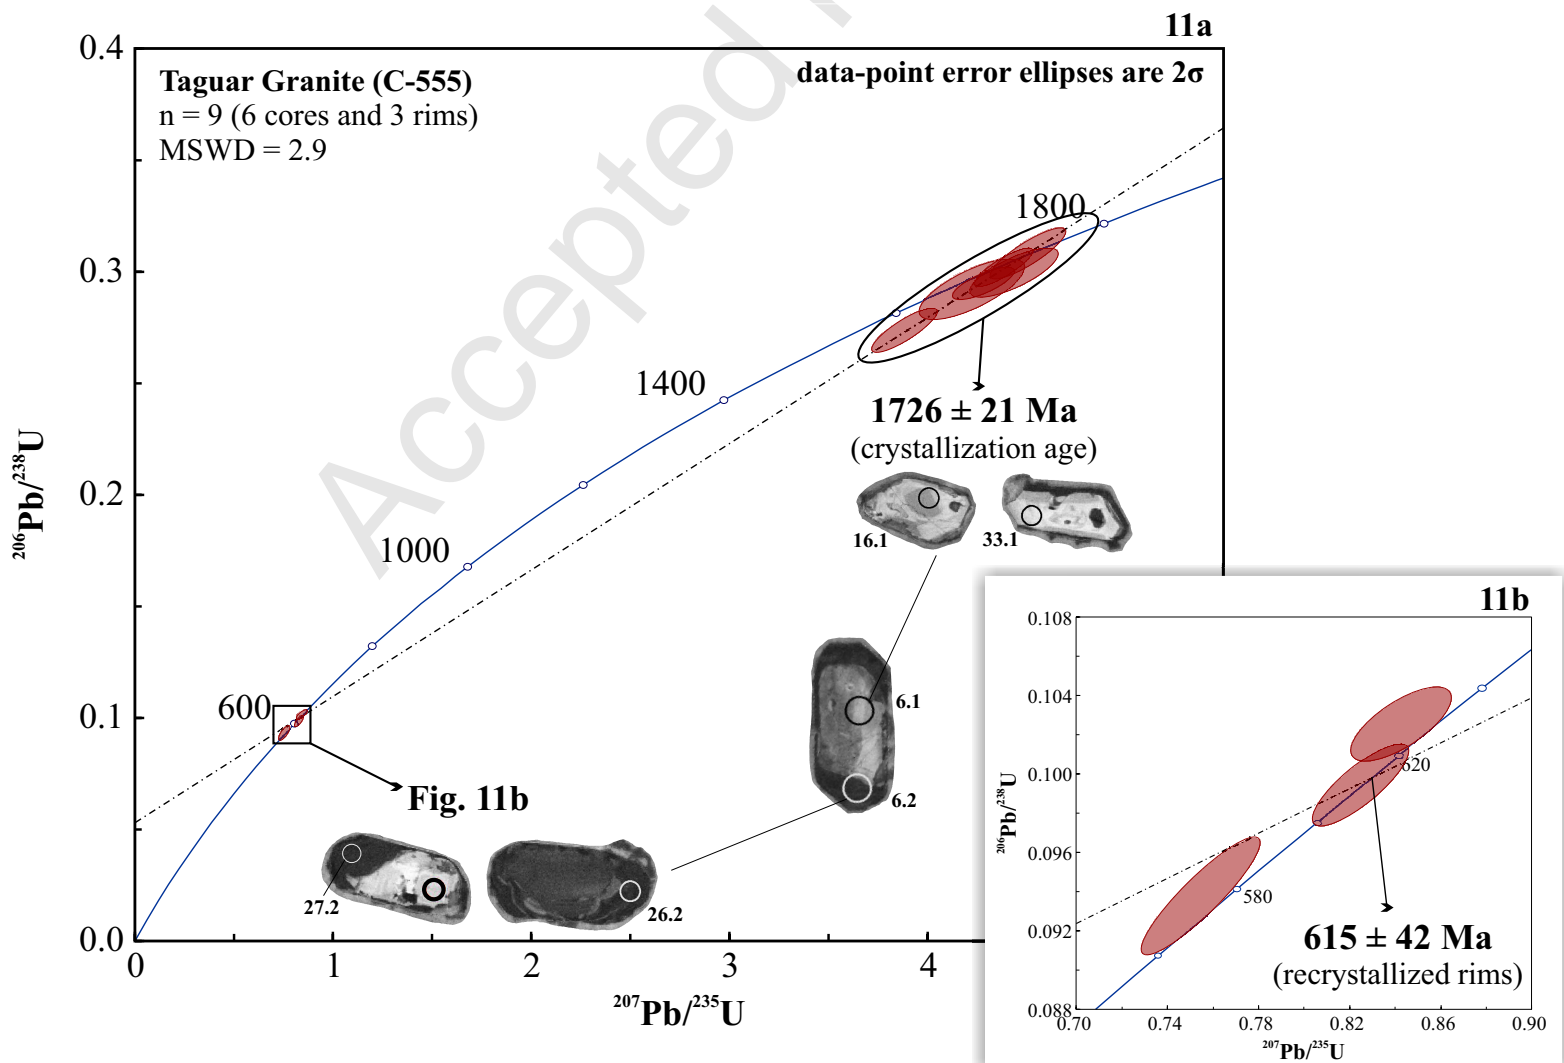 11a
Taguar Granite (C-555)
n = 9 (6 cores and 3 rims)
MSWD = 2.9
data-point error ellipses are 2σ
Accepted
0.4
0.3
0.2
0.1
0.0
²⁰⁶Pb/²³⁸U
0
1
2
3
4
²⁰⁷Pb/²³⁵U
1800
1400
1000
600
1726 ± 21 Ma
(crystallization age)
16.1
33.1
6.1
6.2
Fig. 11b
27.2
26.2
11b
0.108
0.104
0.100
0.096
0.092
0.088
²⁰⁶Pb/²³⁸U
620
580
615 ± 42 Ma
(recrystallized rims)
0.70
0.74
0.78
0.82
0.86
0.90
²⁰⁷Pb/²³⁵U